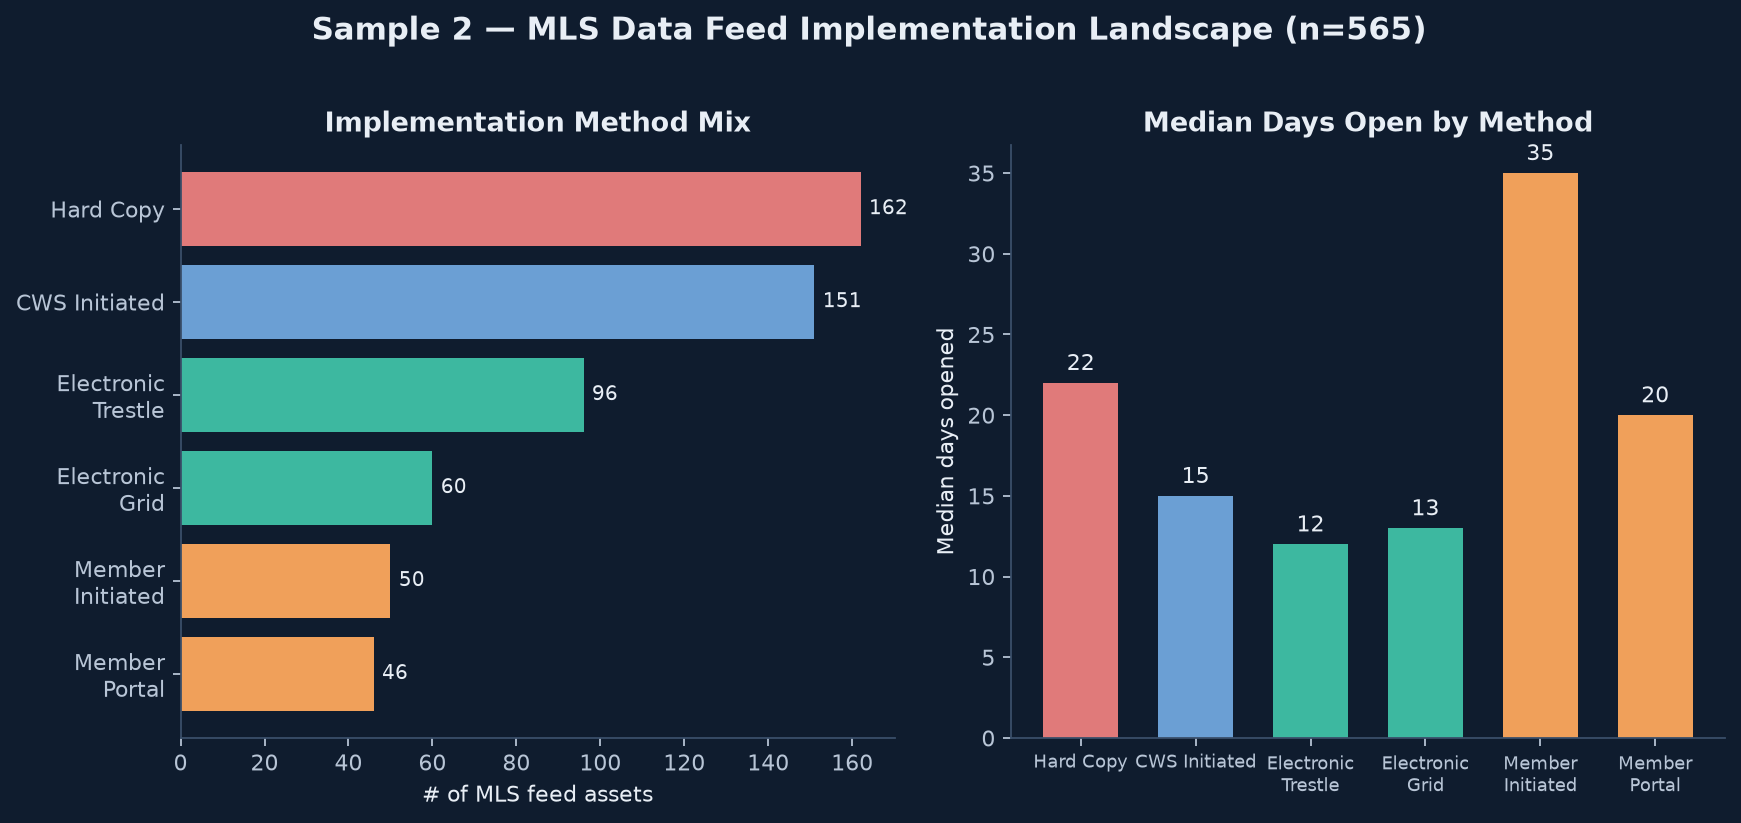 Sample 2 — MLS Data Feed Implementation Landscape (n=565)
Implementation Method Mix
Hard Copy
162
CWS Initiated
151
Electronic
Trestle
96
Electronic
Grid
60
Member
Initiated
50
Member
Portal
46
0 20 40 60 80 100 120 140 160
# of MLS feed assets
Median Days Open by Method
Median days opened
35
30
25
20
15
10
5
0
22
15
12
13
35
20
Hard Copy
CWS Initiated
Electronic
Trestle
Electronic
Grid
Member
Initiated
Member
Portal